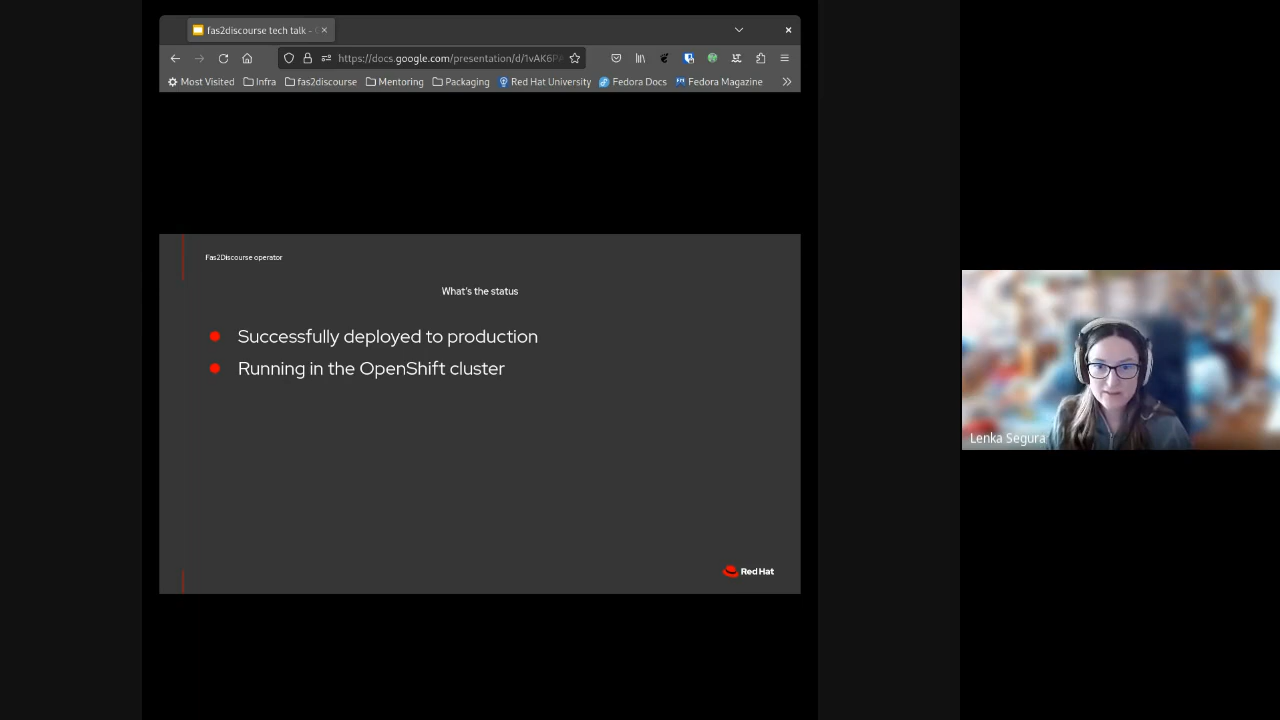 fas2discourse tech talk -
https://docs.google.com/presentation/d/1vAK6P
Most Visited
Infra
fas2discourse
Mentoring
Packaging
Red Hat University
Fedora Docs
Fedora Magazine
Fas2Discourse operator
What's the status
Successfully deployed to production
Running in the OpenShift cluster
Red Hat
Lenka Segura